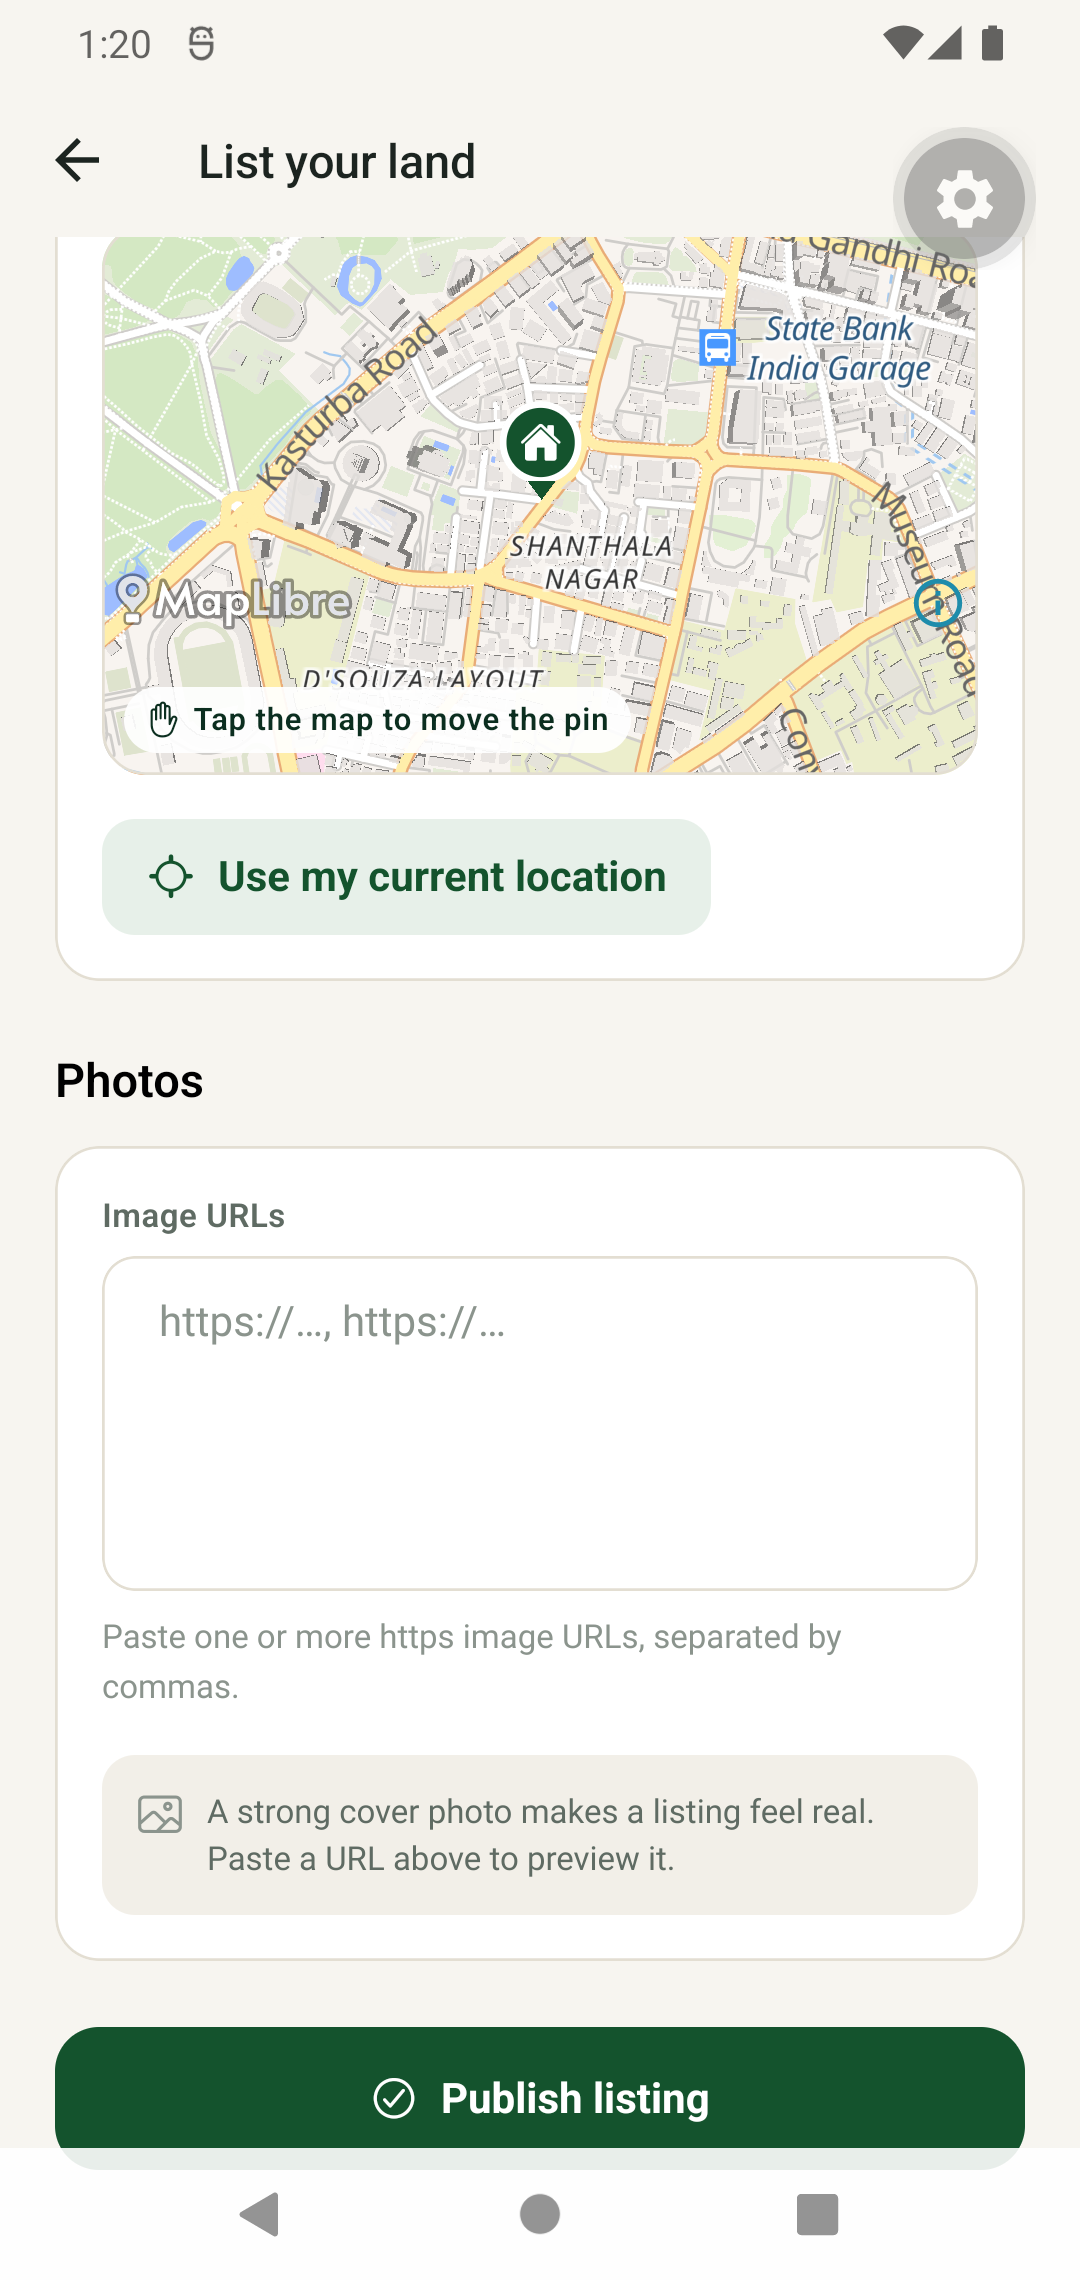 1:20
List your land
Gandhi Roa
State Bank
India Garage
Kasturba Road
Museum Road
SHANTHALA
NAGAR
MapLibre
D'SOUZA LAYOUT
Tap the map to move the pin
Use my current location
Photos
Image URLs
https://…, https://…
Paste one or more https image URLs, separated by
commas.
A strong cover photo makes a listing feel real.
Paste a URL above to preview it.
Publish listing